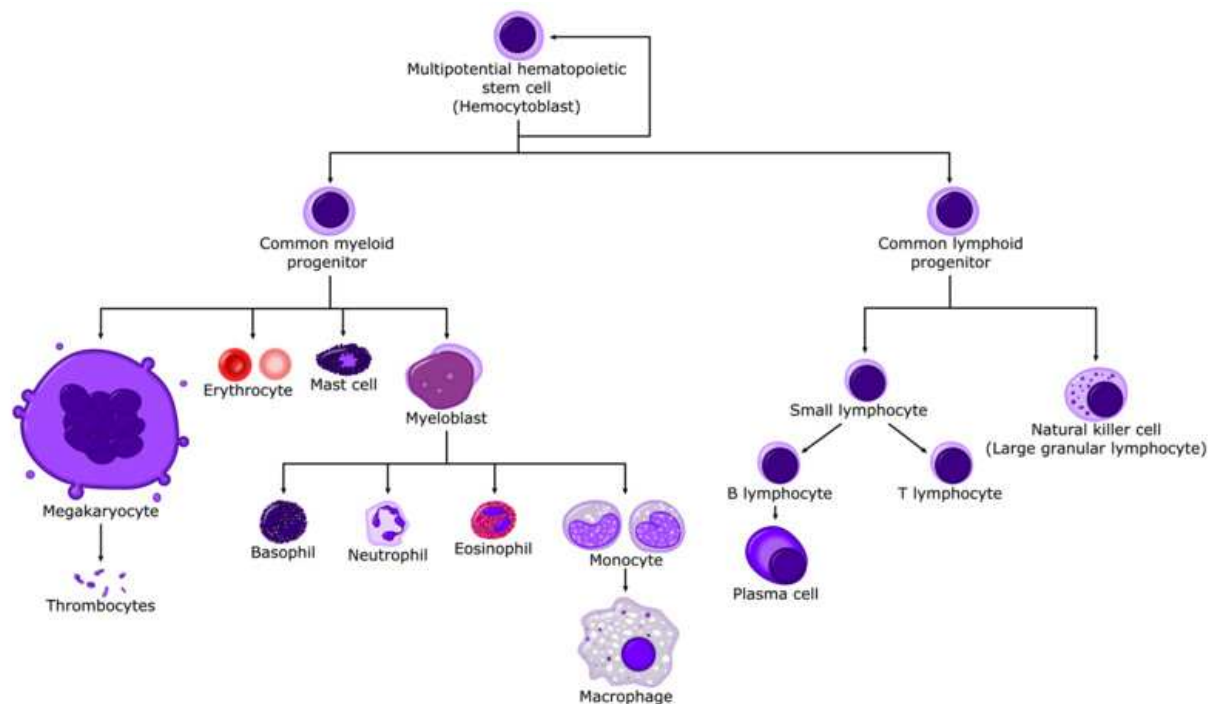 Multipotential hematopoietic
stem cell
(Hemocytoblast)
Common myeloid
progenitor
Common lymphoid
progenitor
Megakaryocyte
Erythrocyte
Mast cell
Myeloblast
Small lymphocyte
Natural killer cell
(Large granular lymphocyte)
B lymphocyte
T lymphocyte
Basophil
Neutrophil
Eosinophil
Monocyte
Plasma cell
Thrombocytes
Macrophage